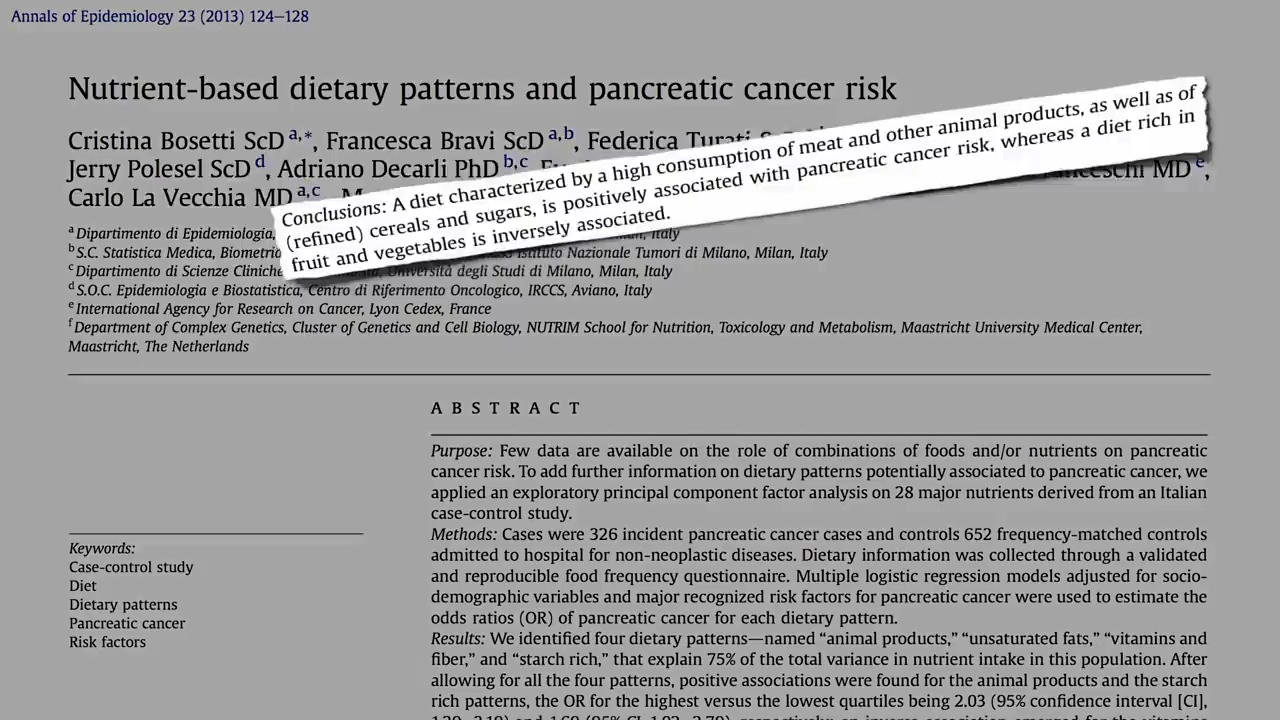 Annals of Epidemiology 23 (2013) 124–128
Nutrient-based dietary patterns and pancreatic cancer risk
Cristina Bosetti ScD a,*, Francesca Bravi ScD a,b, Federica Turati
Jerry Polesel ScD d, Adriano Decarli PhD b,c, MD e,
Carlo La Vecchia MD a,c,
Conclusions: A diet characterized by a high consumption of meat and other animal products, as well as of
(refined) cereals and sugars, is positively associated with pancreatic cancer risk, whereas a diet rich in
fruit and vegetables is inversely associated.
a Dipartimento di Epidemiologia, Italy
b S.C. Statistica Medica, Biometria Istituto Nazionale Tumori di Milano, Milan, Italy
c Dipartimento di Scienze Cliniche Università degli Studi di Milano, Milan, Italy
d S.O.C. Epidemiologia e Biostatistica, Centro di Riferimento Oncologico, IRCCS, Aviano, Italy
e International Agency for Research on Cancer, Lyon Cedex, France
f Department of Complex Genetics, Cluster of Genetics and Cell Biology, NUTRIM School for Nutrition, Toxicology and Metabolism, Maastricht University Medical Center,
Maastricht, The Netherlands
ABSTRACT
Purpose: Few data are available on the role of combinations of foods and/or nutrients on pancreatic
cancer risk. To add further information on dietary patterns potentially associated to pancreatic cancer, we
applied an exploratory principal component factor analysis on 28 major nutrients derived from an Italian
case-control study.
Methods: Cases were 326 incident pancreatic cancer cases and controls 652 frequency-matched controls
admitted to hospital for non-neoplastic diseases. Dietary information was collected through a validated
and reproducible food frequency questionnaire. Multiple logistic regression models adjusted for socio-
demographic variables and major recognized risk factors for pancreatic cancer were used to estimate the
odds ratios (OR) of pancreatic cancer for each dietary pattern.
Results: We identified four dietary patterns—named “animal products,” “unsaturated fats,” “vitamins and
fiber,” and “starch rich,” that explain 75% of the total variance in nutrient intake in this population. After
allowing for all the four patterns, positive associations were found for the animal products and the starch
rich patterns, the OR for the highest versus the lowest quartiles being 2.03 (95% confidence interval [CI],
Keywords:
Case-control study
Diet
Dietary patterns
Pancreatic cancer
Risk factors